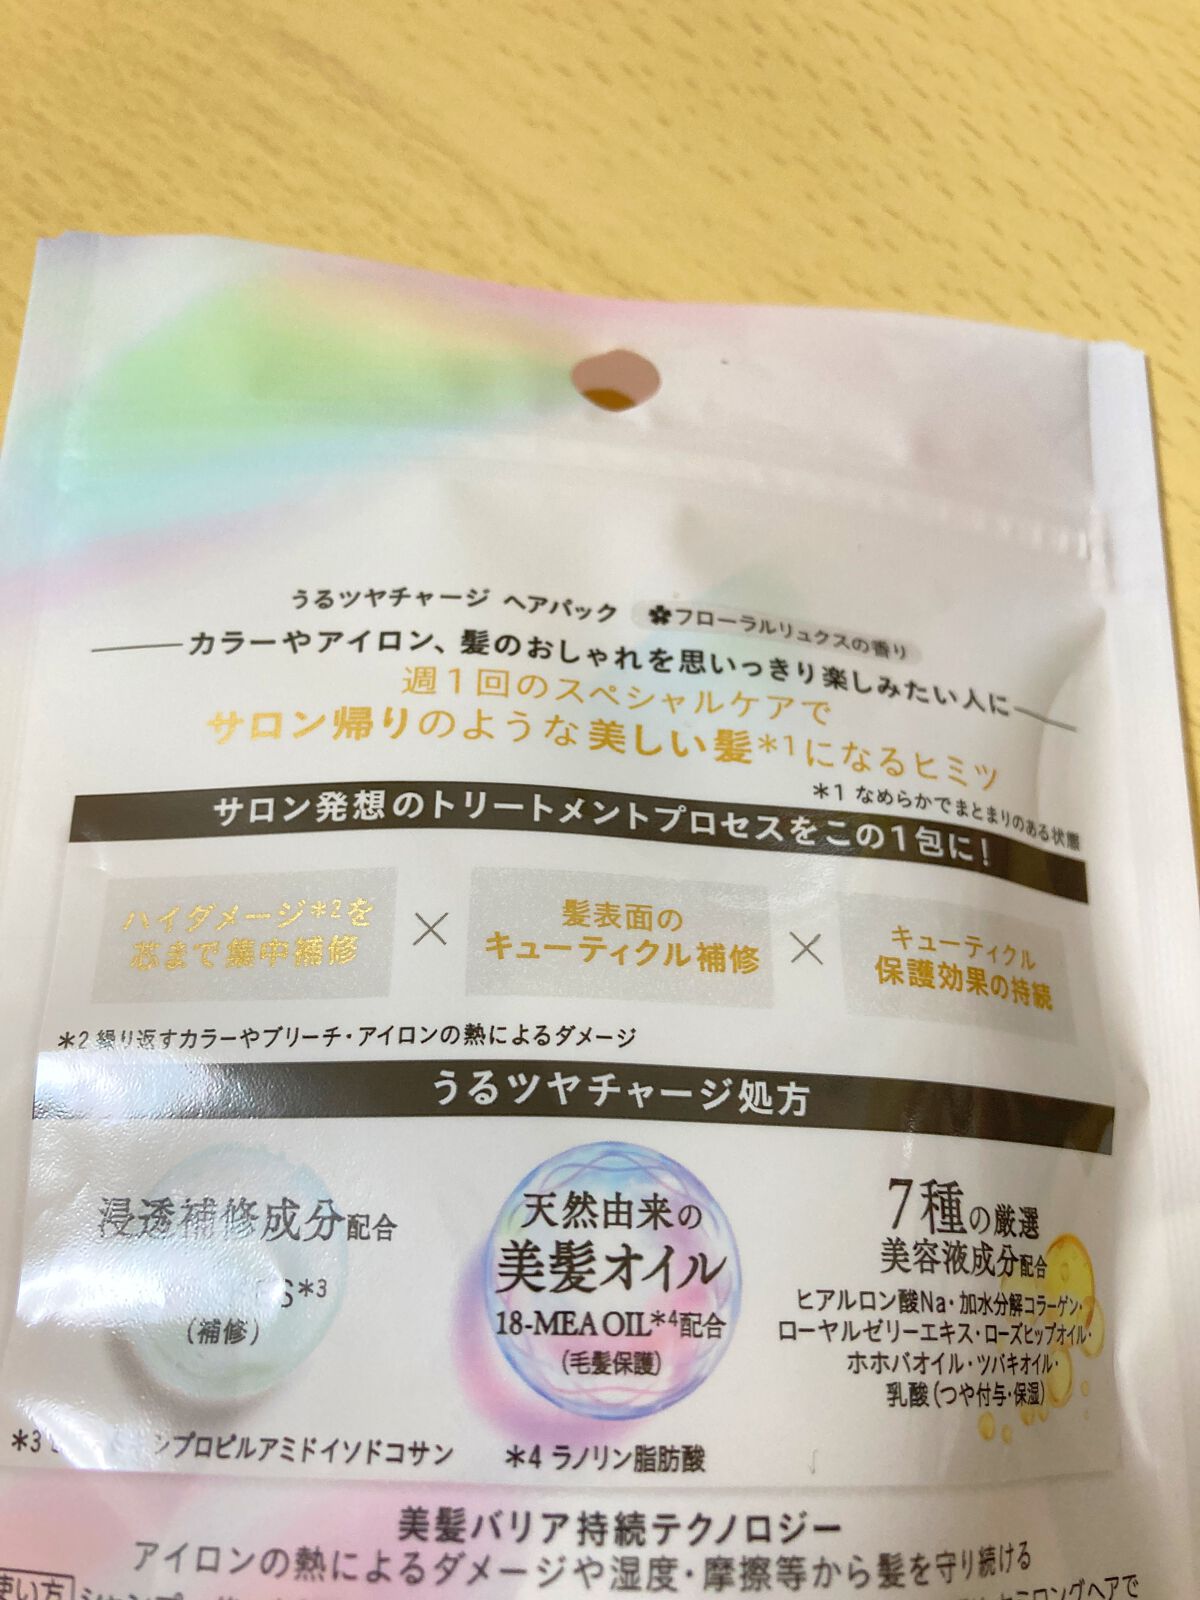 うるツヤチャージ ヘアパック フローラルリュクスの香り
カラーやアイロン、髪のおしゃれを思いっきり楽しみたい人に
週1回のスペシャルケアで
サロン帰りのような美しい髪*1になるヒミツ
*1 なめらかでまとまりのある状態
サロン発想のトリートメントプロセスをこの1包に!
ハイダメージ*2を
芯まで集中補修
×
髪表面の
キューティクル補修
×
キューティクル
保護効果の持続
*2 繰り返すカラーやブリーチ・アイロンの熱によるダメージ
うるツヤチャージ処方
浸透補修成分配合
S*3
(補修)
天然由来の
美髪オイル
18-MEA OIL*4配合
(毛髪保護)
7種の厳選
美容液成分配合
ヒアルロン酸Na・加水分解コラーゲン・
ローヤルゼリーエキス・ローズヒップオイル・
ホホバオイル・ツバキオイル・
乳酸(つや付与・保湿)
*3 シプロピルアミドイソドコサン
*4 ラノリン脂肪酸
美髪バリア持続テクノロジー
アイロンの熱によるダメージや湿度・摩擦等から髪を守り続ける
使い方